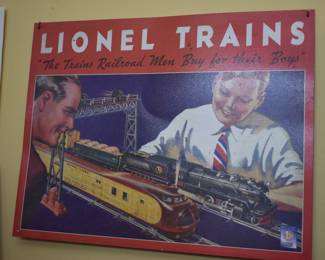 LIONEL TRAINS
"The Trains Railroad Men Buy for their Boys"